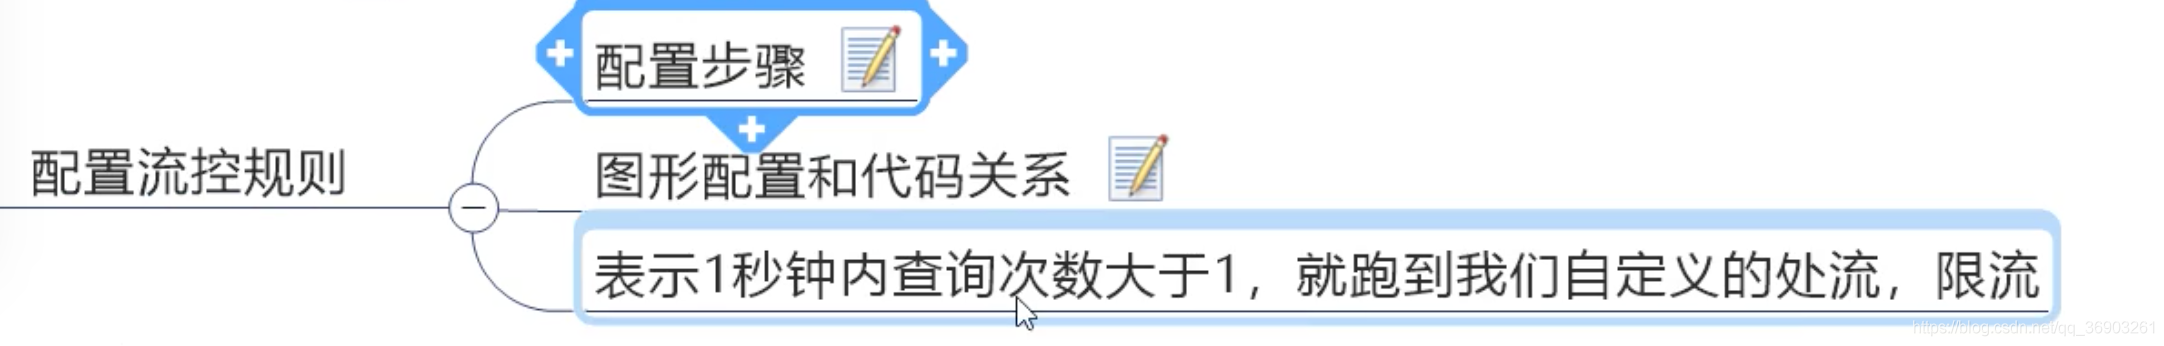 配置步骤
配置流控规则
图形配置和代码关系
表示1秒钟内查询次数大于1，就跑到我们自定义的处流，限流
https://blog.csdn.net/qq_36903261